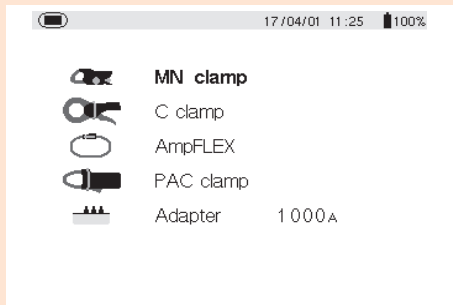 17/04/01 11:25 100%
MN clamp
C clamp
AmpFLEX
PAC clamp
Adapter 1000A